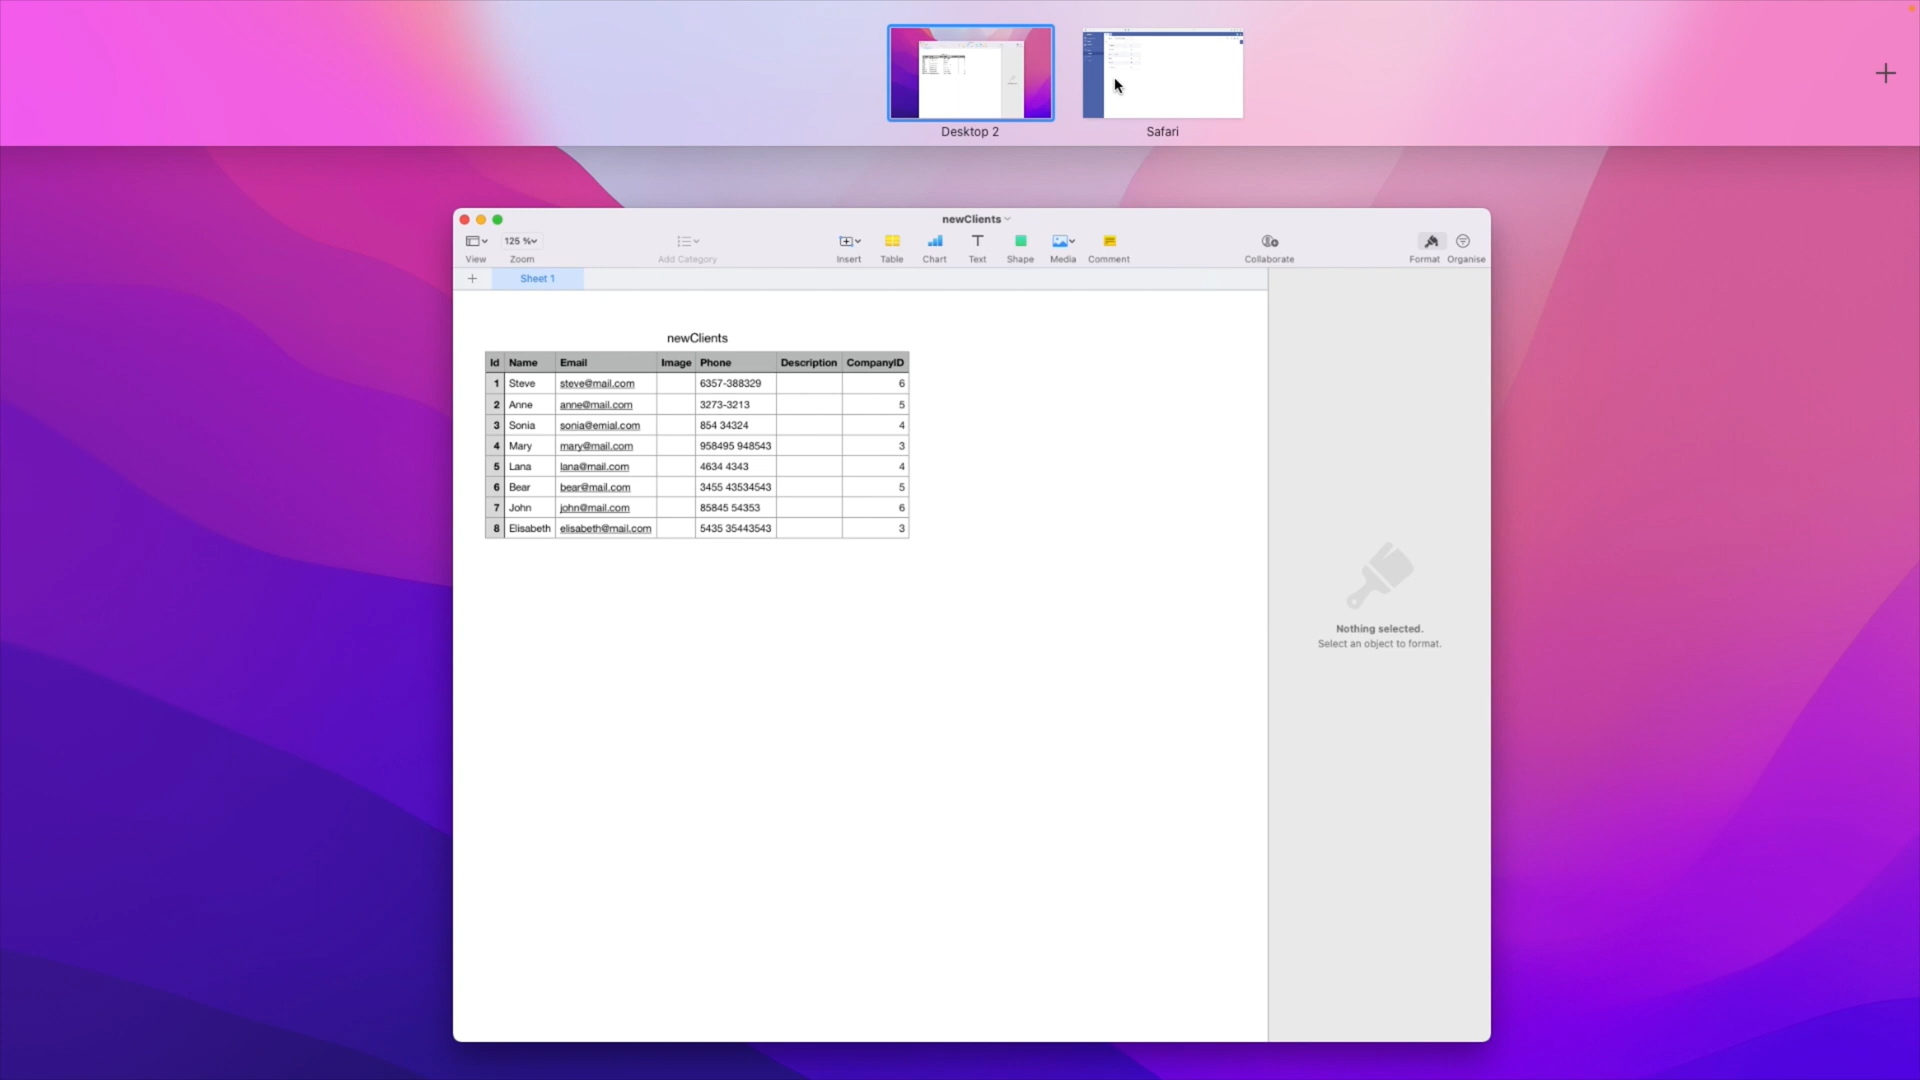 Desktop 2
Safari
newClients
125 %
View
Zoom
Add Category
Insert
Table
Chart
Text
Shape
Media
Comment
Collaborate
Format
Organise
Sheet 1
newClients
Id Name Email Image Phone Description CompanyID
1 Steve steve@mail.com 6357-388329 6
2 Anne anne@mail.com 3273-3213 5
3 Sonia sonia@emial.com 854 34324 4
4 Mary mary@mail.com 958495 948543 3
5 Lana lana@mail.com 4634 4343 4
6 Bear bear@mail.com 3455 43534543 5
7 John john@mail.com 85845 54353 6
8 Elisabeth elisabeth@mail.com 5435 35443543 3
Nothing selected.
Select an object to format.